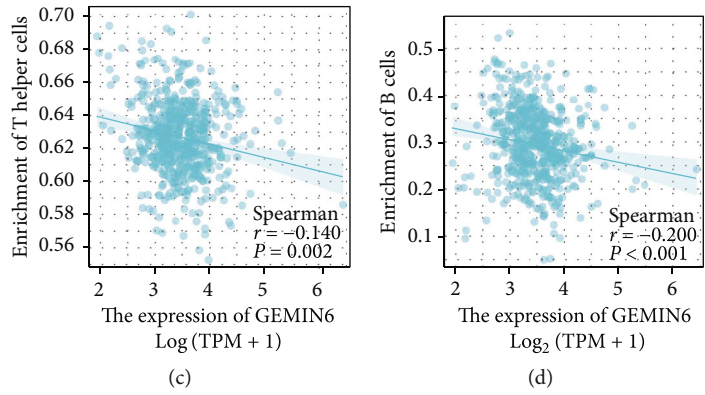 Enrichment of T helper cells
0.70
0.68
0.66
0.64
0.62
0.60
0.58
0.56
Spearman
r = −0.140
P = 0.002
2 3 4 5 6
The expression of GEMIN6
Log (TPM + 1)
(c)
Enrichment of B cells
0.5
0.4
0.3
0.2
0.1
Spearman
r = −0.200
P < 0.001
2 3 4 5 6
The expression of GEMIN6
Log₂ (TPM + 1)
(d)